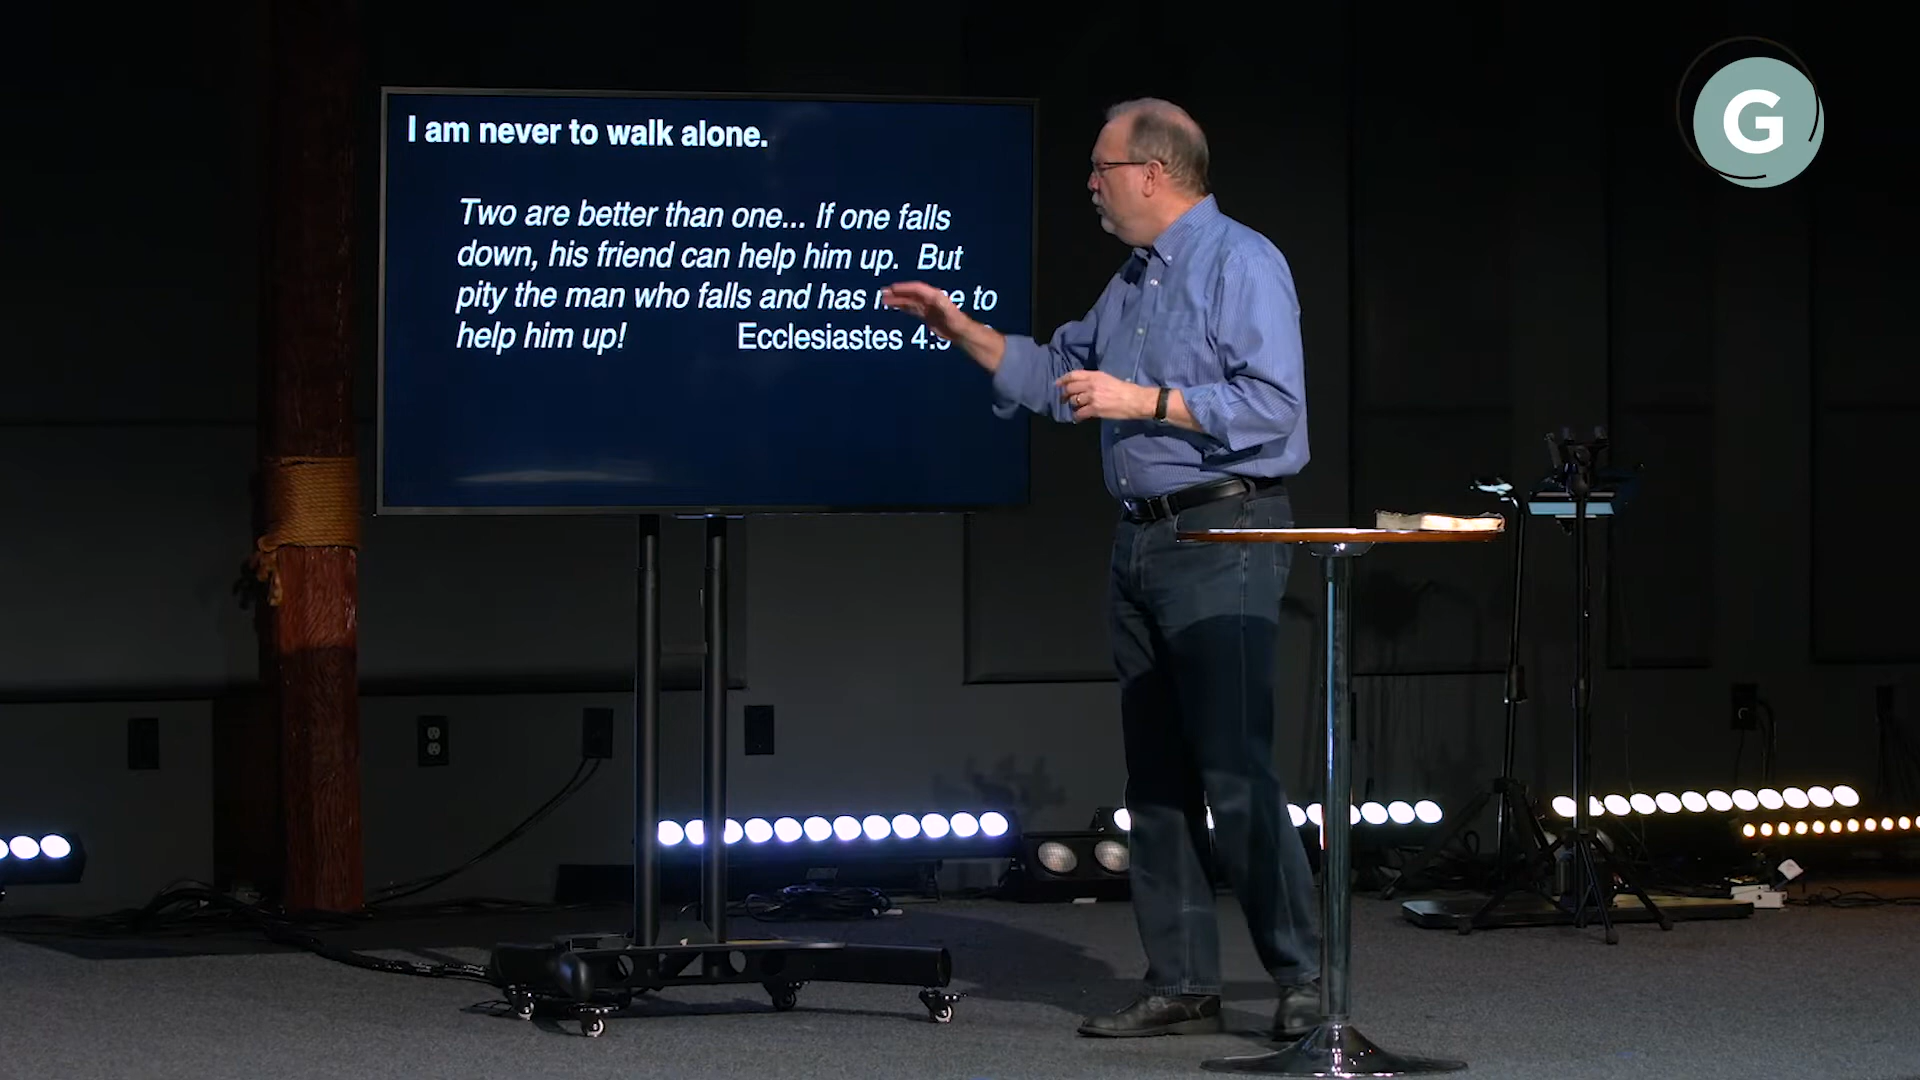 I am never to walk alone.
Two are better than one... If one falls
down, his friend can help him up. But
pity the man who falls and has to
help him up! Ecclesiastes
G